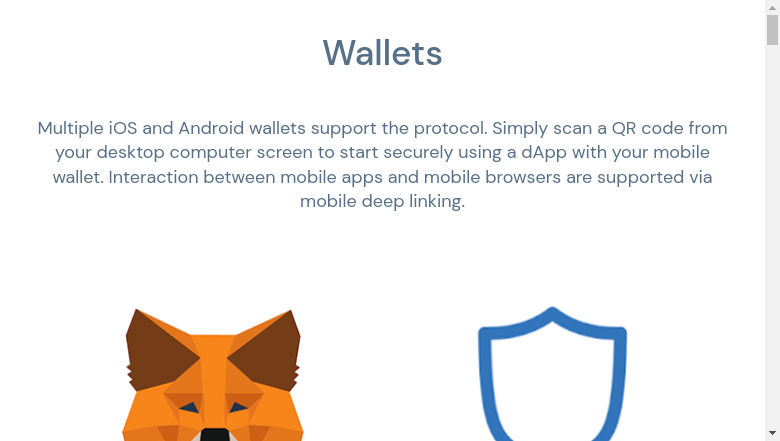 Wallets
Multiple iOS and Android wallets support the protocol. Simply scan a QR code from
your desktop computer screen to start securely using a dApp with your mobile
wallet. Interaction between mobile apps and mobile browsers are supported via
mobile deep linking.